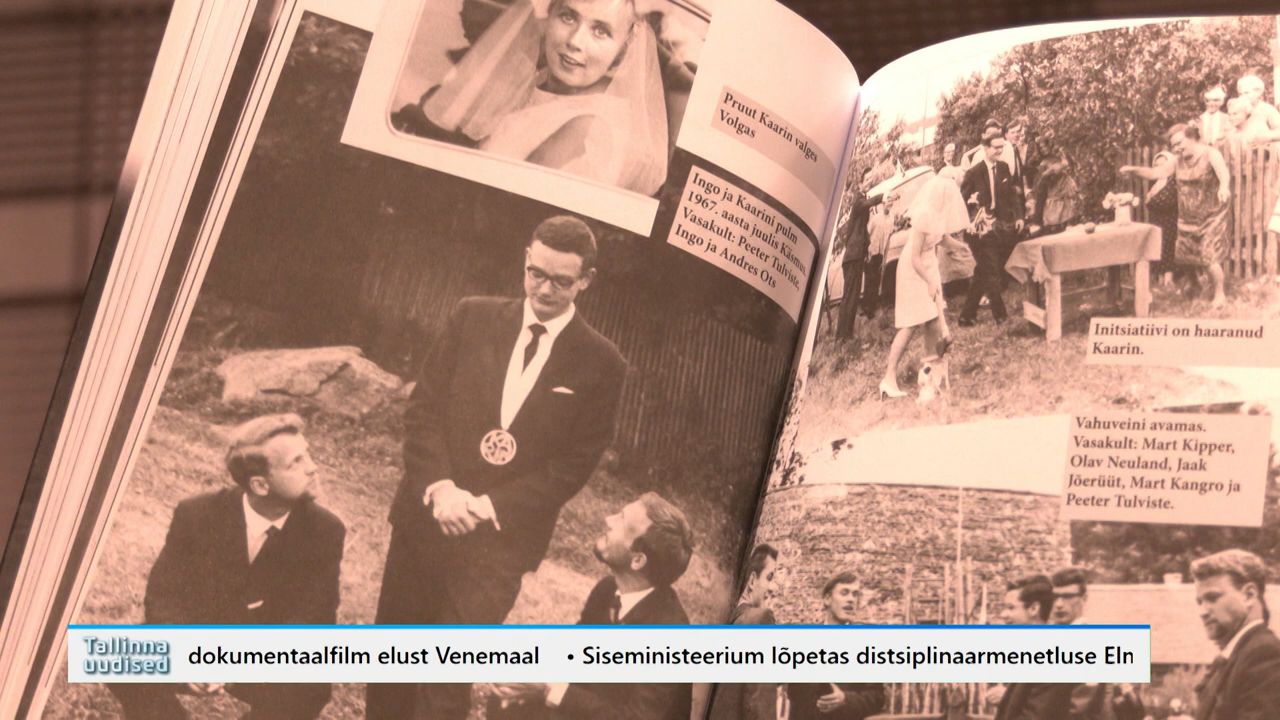 Pruut Kaarin valges
Volgas
Ingo ja Kaarini pulm
1967. aasta juulis Käsmus.
Vasakult: Peeter Tulviste,
Ingo ja Andres Ots
Initsiatiivi on haaranud
Kaarin.
Vahuveini avamas.
Vasakult: Mart Kipper,
Olav Neuland, Jaak
Jõerüüt, Mart Kangro ja
Peeter Tulviste.
Tallinna
uudised
dokumentaalfilm elust Venemaal • Siseministeerium lõpetas distsiplinaarmenetluse